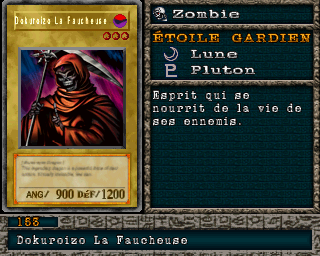 Dokuroizo La Faucheuse
ANG/ 900 DéF/1200
Zombie
ÉTOILE GARDIEN
Lune
Pluton
Esprit qui se
nourrit de la vie de
ses ennemis.
153
Dokuroizo La Faucheuse